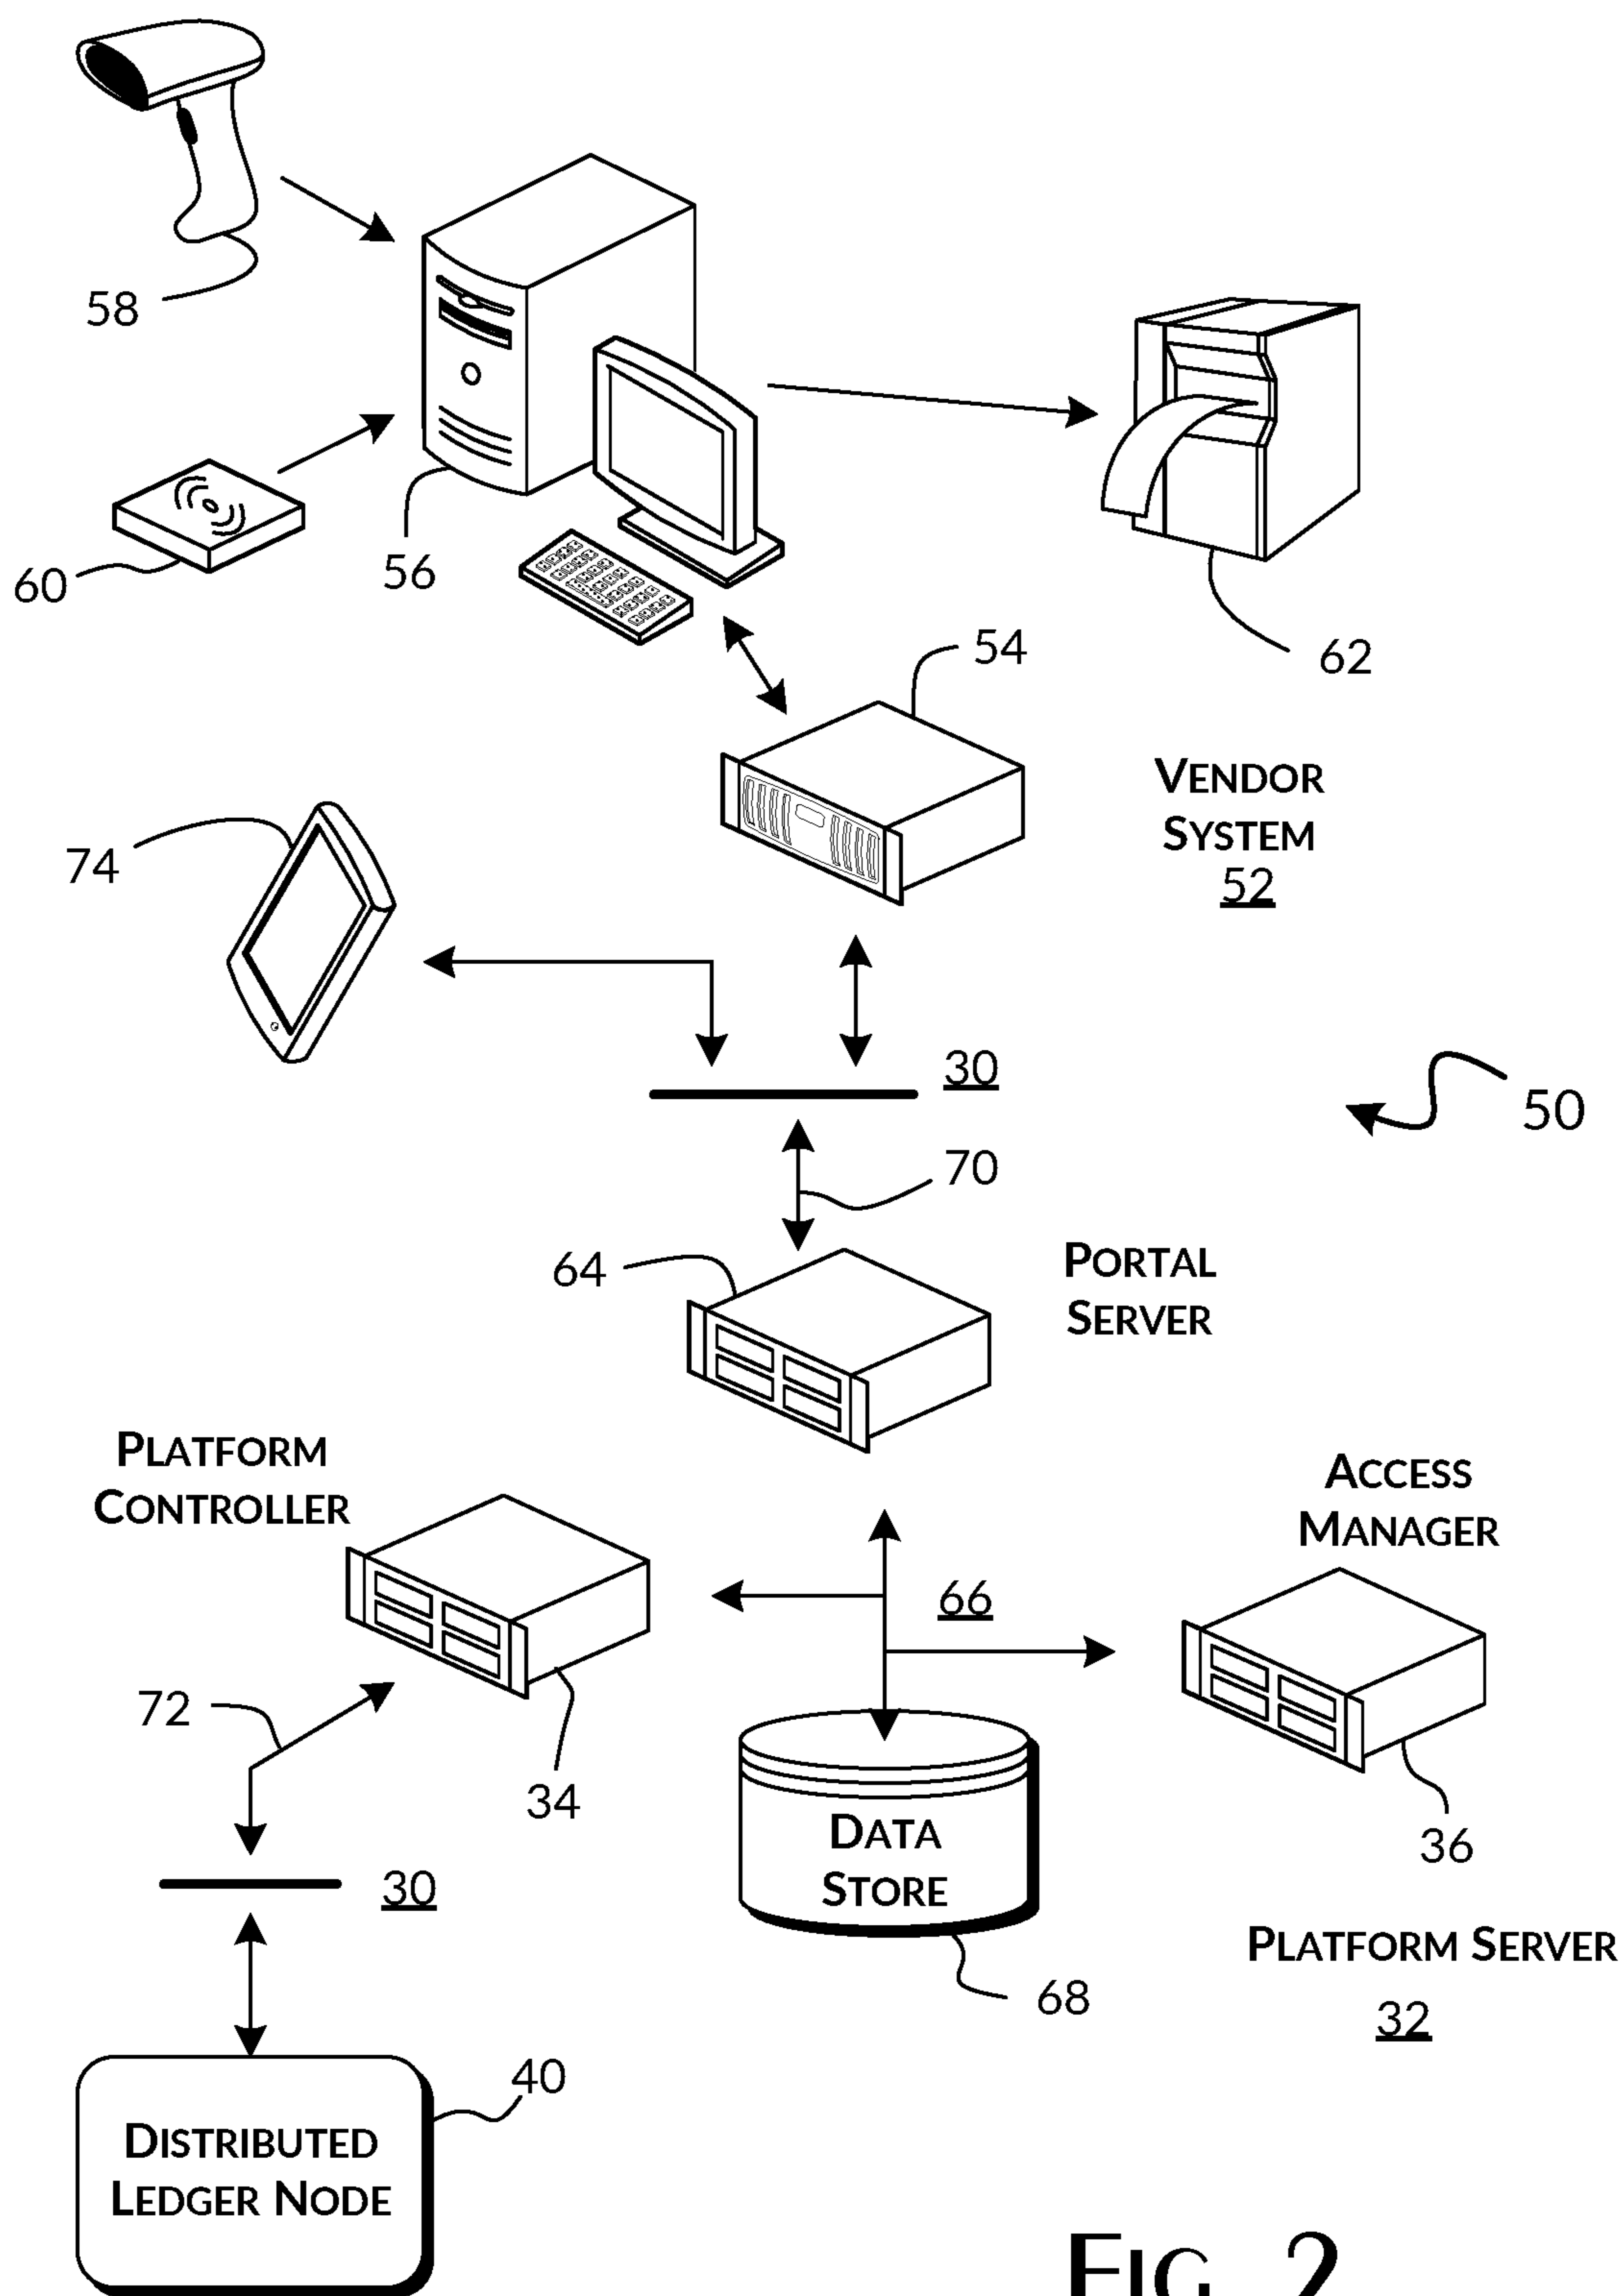 58
60
56
62
54
VENDOR
SYSTEM
52
74
30
50
70
64
PORTAL
SERVER
PLATFORM
CONTROLLER
ACCESS
MANAGER
66
72
34
DATA
STORE
36
30
PLATFORM SERVER
32
68
40
DISTRIBUTED
LEDGER NODE
FIG. 2